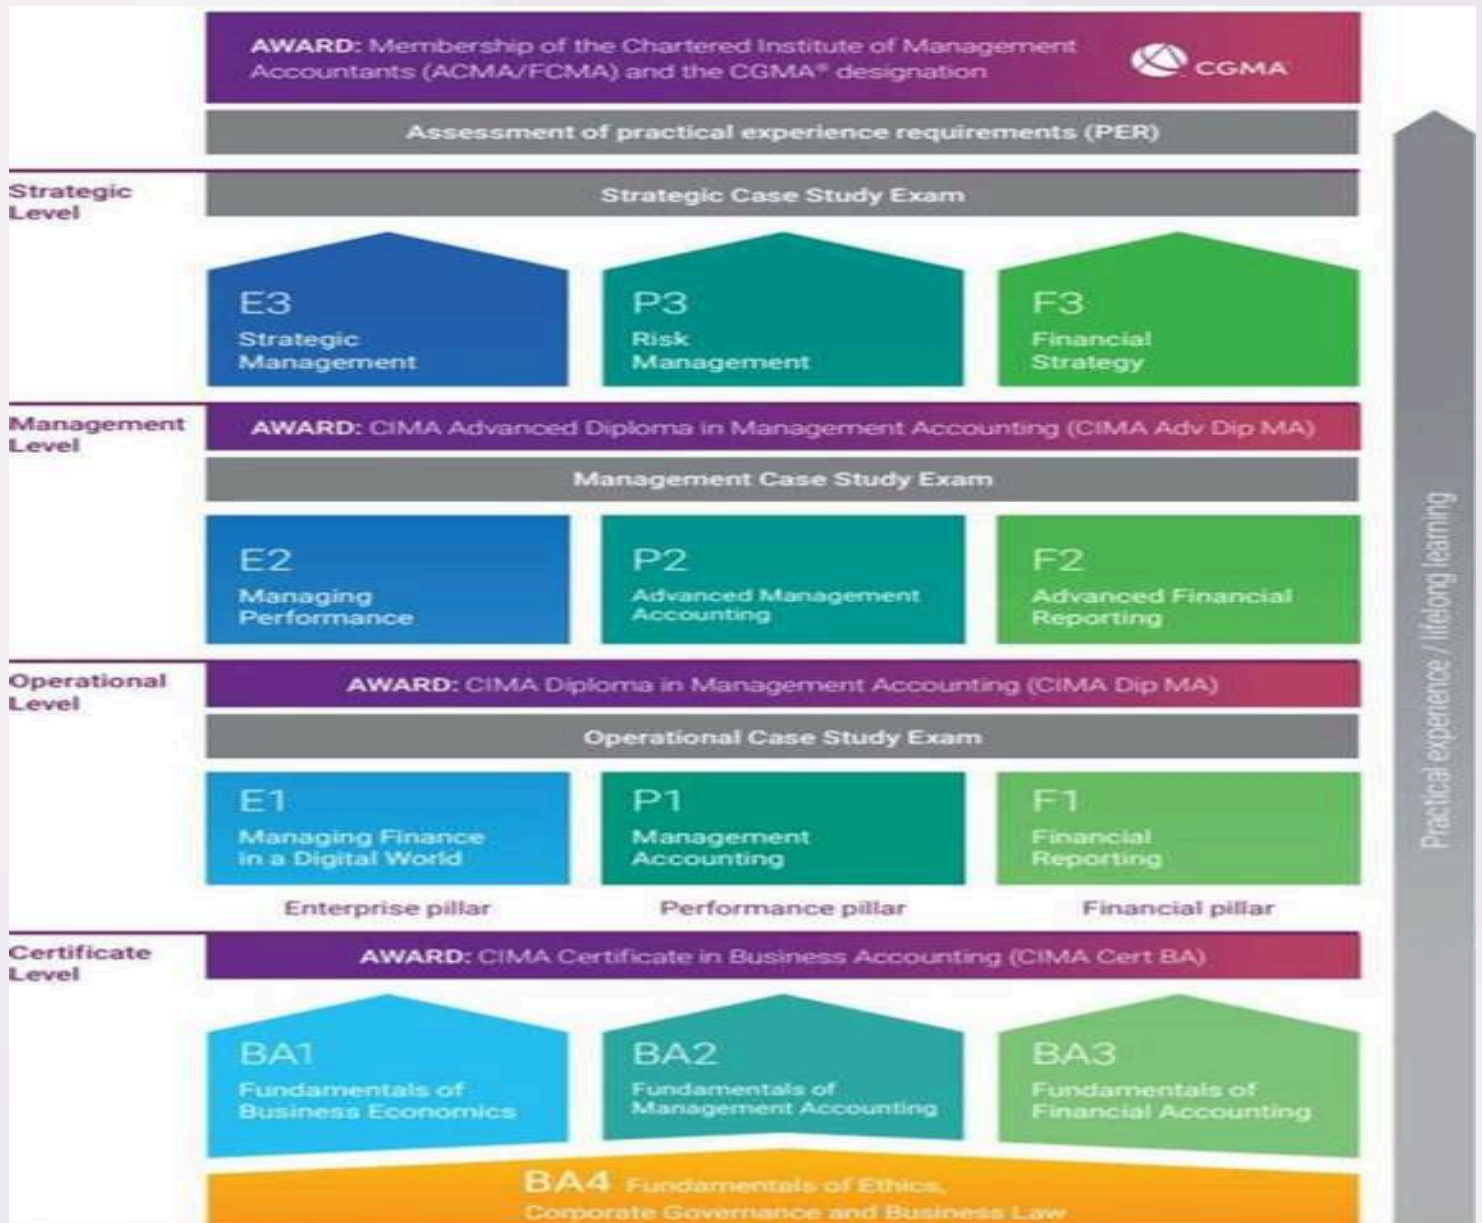 AWARD: Membership of the Chartered Institute of Management
Accountants (ACMA/FCMA) and the CGMA® designation
CGMA
Assessment of practical experience requirements (PER)
Strategic
Level
Strategic Case Study Exam
E3
Strategic
Management
P3
Risk
Management
F3
Financial
Strategy
Management
Level
AWARD: CIMA Advanced Diploma in Management Accounting (CIMA Adv Dip MA)
Management Case Study Exam
E2
Managing
Performance
P2
Advanced Management
Accounting
F2
Advanced Financial
Reporting
Operational
Level
AWARD: CIMA Diploma in Management Accounting (CIMA Dip MA)
Operational Case Study Exam
E1
Managing Finance
in a Digital World
P1
Management
Accounting
F1
Financial
Reporting
Enterprise pillar
Performance pillar
Financial pillar
Certificate
Level
AWARD: CIMA Certificate in Business Accounting (CIMA Cert BA)
BA1
Fundamentals of
Business Economics
BA2
Fundamentals of
Management Accounting
BA3
Fundamentals of
Financial Accounting
BA4 Fundamentals of Ethics,
Corporate Governance and Business Law
Practical experience / lifelong learning